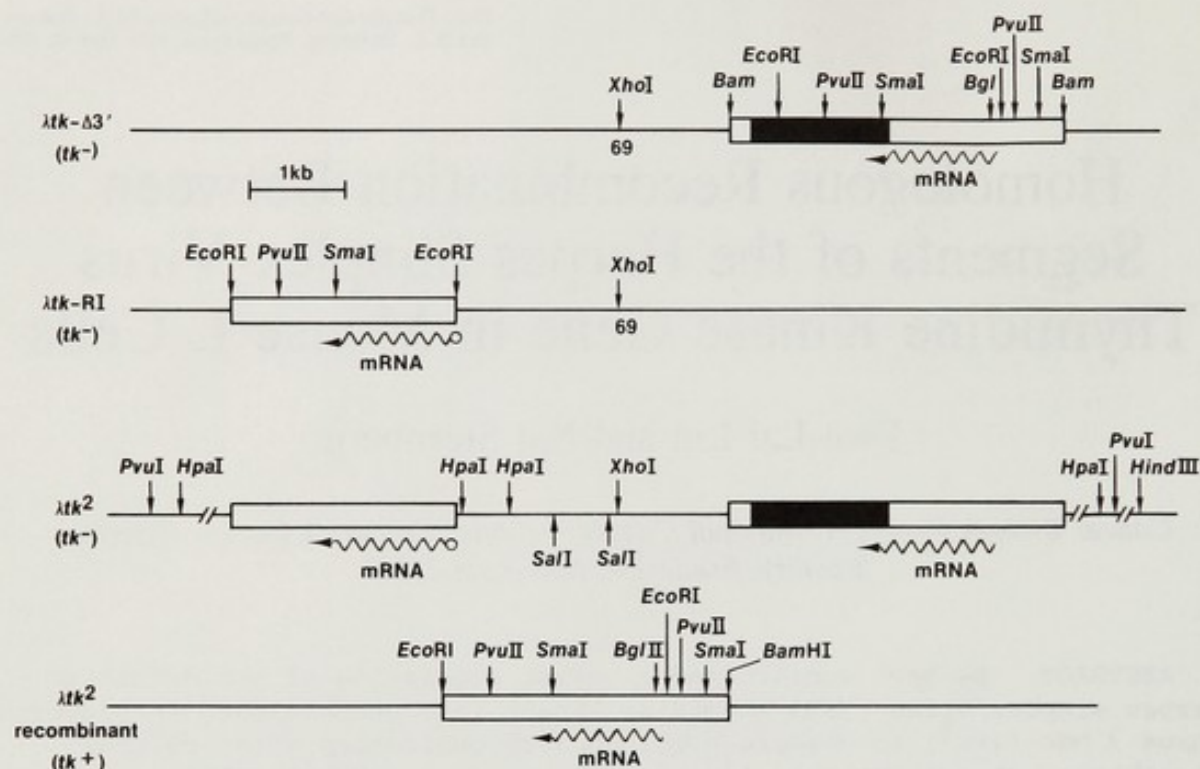 PvuII
EcoRI EcoRI SmaI
XhoI Bam PvuII SmaI Bgl Bam
λtk-Δ3'
(tk⁻)
69
mRNA
1kb
EcoRI PvuII SmaI EcoRI XhoI
λtk-RI
(tk⁻)
69
mRNA
PvuI
PvuI HpaI HpaI HpaI XhoI HpaI HindIII
λtk²
(tk⁻)
mRNA SalI SalI mRNA
EcoRI
PvuII
EcoRI PvuII SmaI BglII SmaI BamHI
λtk²
recombinant
(tk+)
mRNA